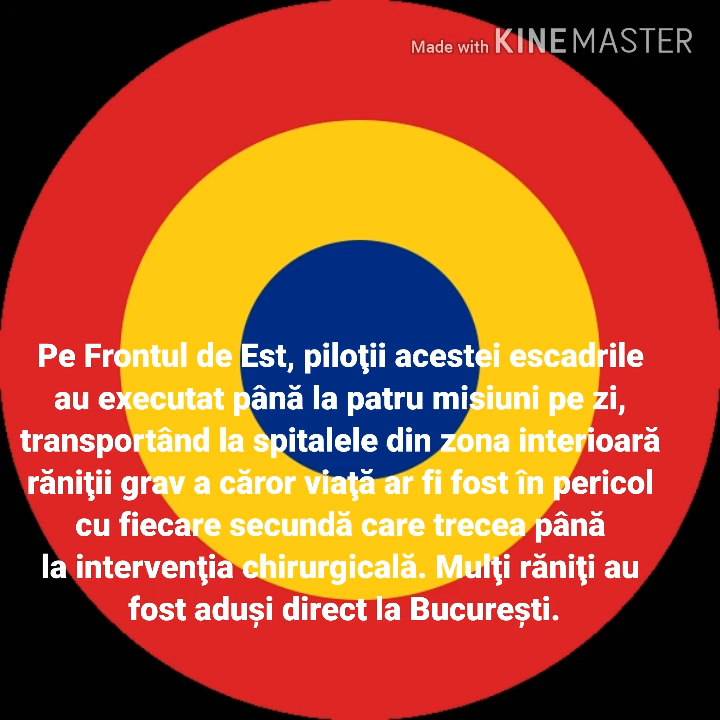 Made with KINEMASTER
Pe Frontul de Est, piloţii acestei escadrile
au executat până la patru misiuni pe zi,
transportând la spitalele din zona interioară
răniţii grav a căror viaţă ar fi fost în pericol
cu fiecare secundă care trecea până
la intervenţia chirurgicală. Mulţi răniţi au
fost aduși direct la București.